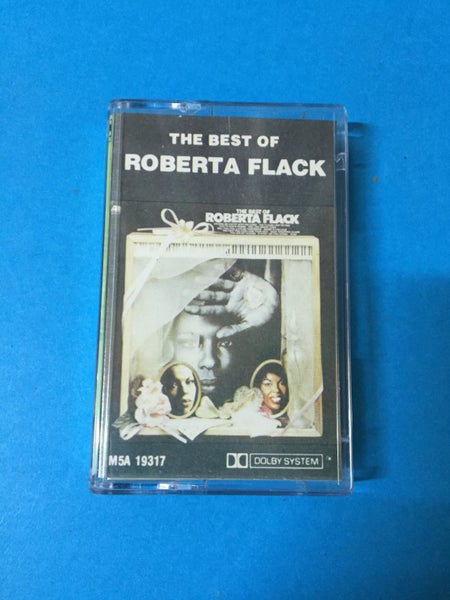 THE BEST OF
ROBERTA FLACK
THE BEST OF
ROBERTA FLACK
M5A 19317
DOLBY SYSTEM